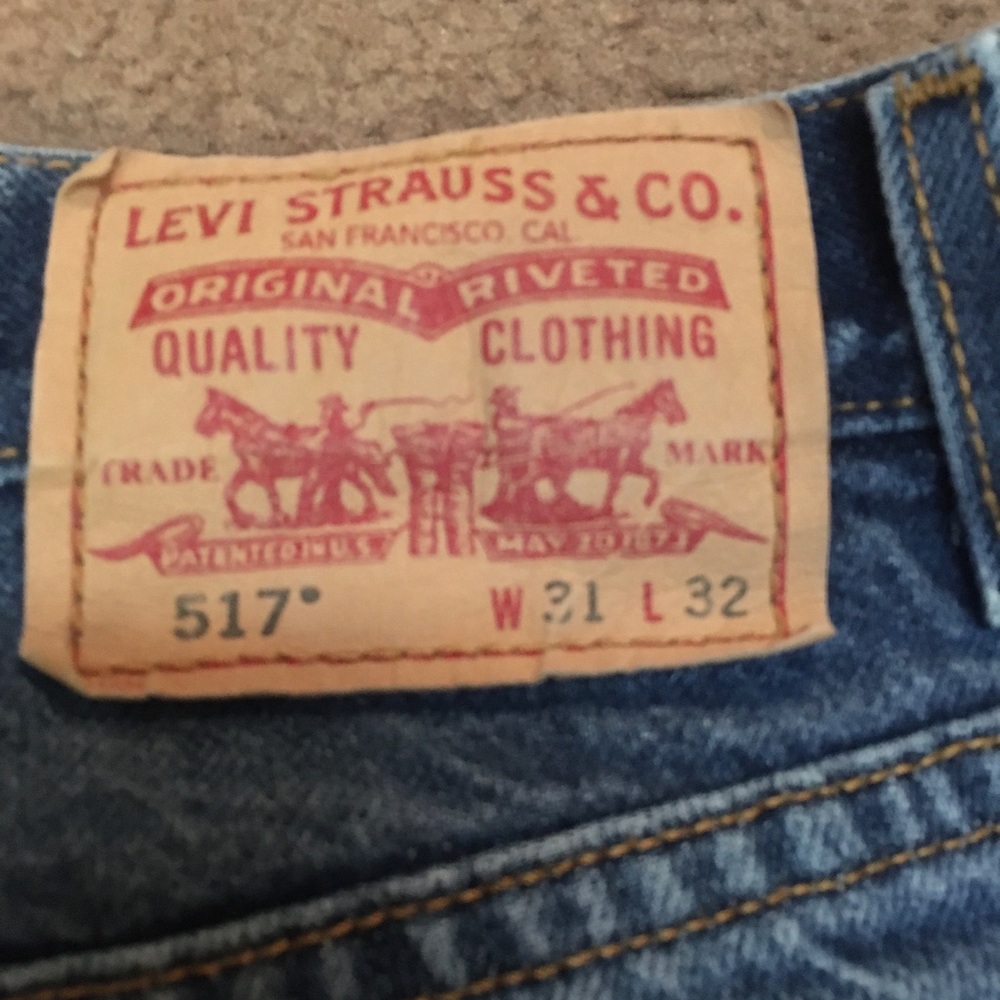 LEVI STRAUSS & CO.
SAN FRANCISCO, CAL.
ORIGINAL RIVETED
QUALITY CLOTHING
TRADE MARK
PATENTED IN U.S. MAY 20 1873
517® W 31 L 32